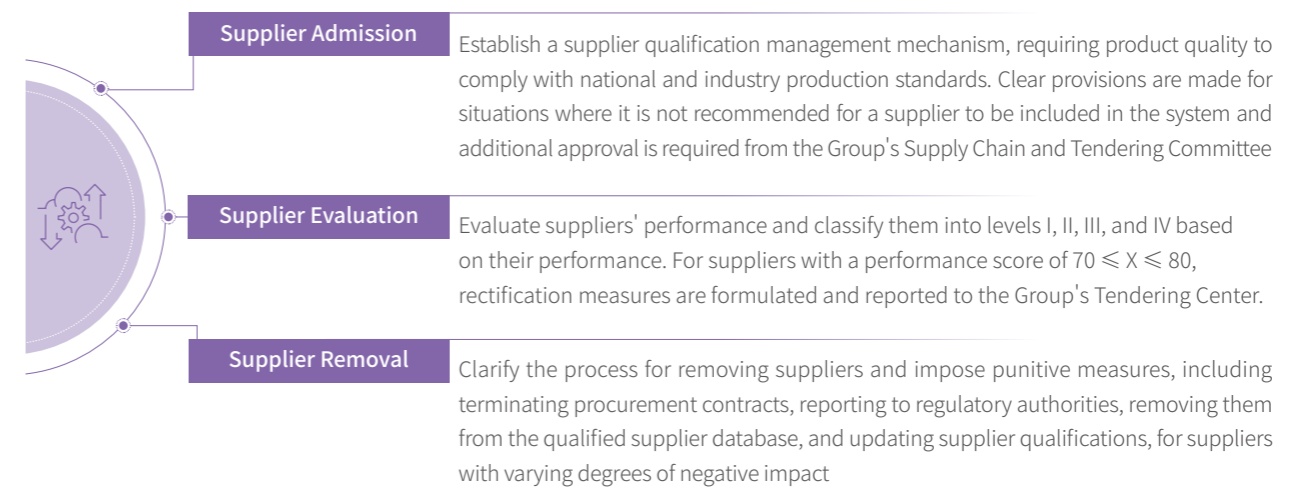 Supplier Admission
Establish a supplier qualification management mechanism, requiring product quality to
comply with national and industry production standards. Clear provisions are made for
situations where it is not recommended for a supplier to be included in the system and
additional approval is required from the Group's Supply Chain and Tendering Committee
Supplier Evaluation
Evaluate suppliers' performance and classify them into levels I, II, III, and IV based
on their performance. For suppliers with a performance score of 70 ⩽ X ⩽ 80,
rectification measures are formulated and reported to the Group's Tendering Center.
Supplier Removal
Clarify the process for removing suppliers and impose punitive measures, including
terminating procurement contracts, reporting to regulatory authorities, removing them
from the qualified supplier database, and updating supplier qualifications, for suppliers
with varying degrees of negative impact